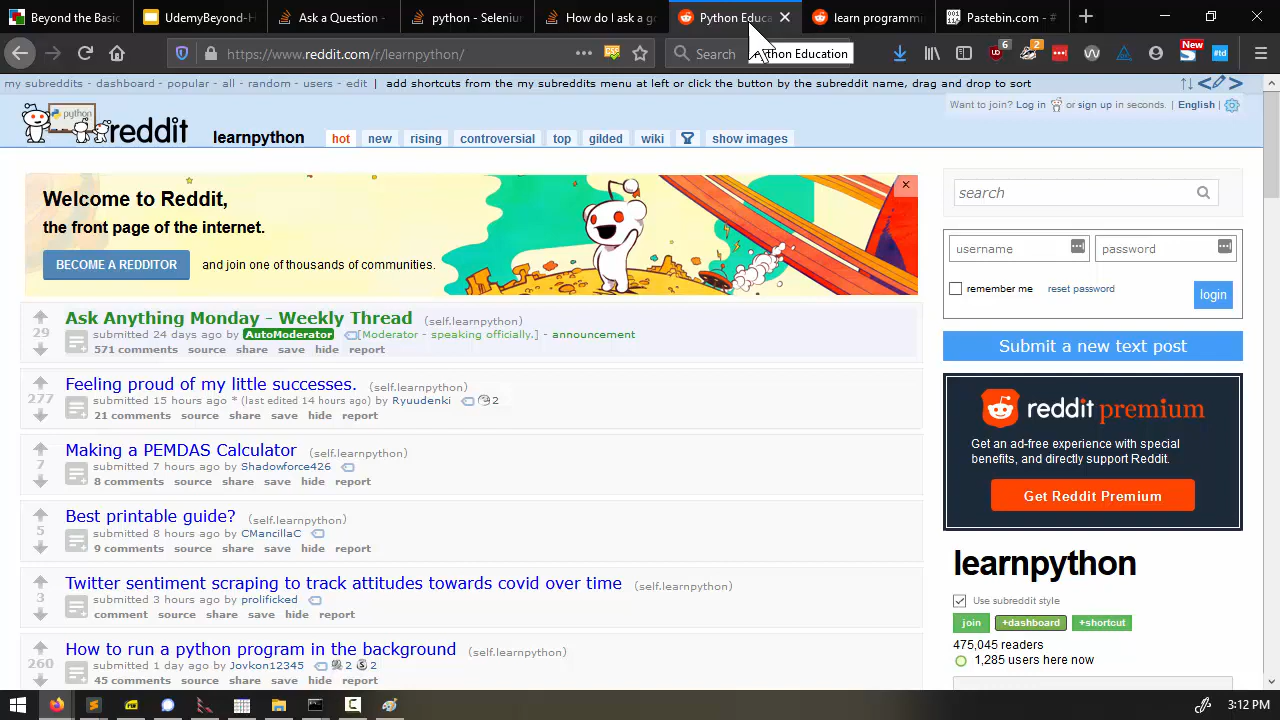 Beyond the Basic
UdemyBeyond-H
Ask a Question -
python - Seleniu
How do I ask a go
Python Educa
learn programmi
Pastebin.com - #
https://www.reddit.com/r/learnpython/
Search
Python Education
6
2
New
#td
my subreddits - dashboard - popular - all - random - users - edit | add shortcuts from the my subreddits menu at left or click the button by the subreddit name, drag and drop to sort
Want to join? Log in or sign up in seconds. | English |
python
reddit learnpython hot new rising controversial top gilded wiki show images
Welcome to Reddit,
the front page of the internet.
BECOME A REDDITOR and join one of thousands of communities.
29
Ask Anything Monday - Weekly Thread (self.learnpython)
submitted 24 days ago by AutoModerator [Moderator - speaking officially.] - announcement
571 comments source share save hide report
277
Feeling proud of my little successes. (self.learnpython)
submitted 15 hours ago * (last edited 14 hours ago) by Ryuudenki 2
21 comments source share save hide report
7
Making a PEMDAS Calculator (self.learnpython)
submitted 7 hours ago by Shadowforce426
8 comments source share save hide report
5
Best printable guide? (self.learnpython)
submitted 8 hours ago by CMancillaC
9 comments source share save hide report
3
Twitter sentiment scraping to track attitudes towards covid over time (self.learnpython)
submitted 3 hours ago by prolificked
comment source share save hide report
260
How to run a python program in the background (self.learnpython)
submitted 1 day ago by Jovkon12345 2 2
45 comments source share save hide report
search
username
password
remember me reset password login
Submit a new text post
reddit premium
Get an ad-free experience with special
benefits, and directly support Reddit.
Get Reddit Premium
learnpython
Use subreddit style
join +dashboard +shortcut
475,045 readers
1,285 users here now
3:12 PM